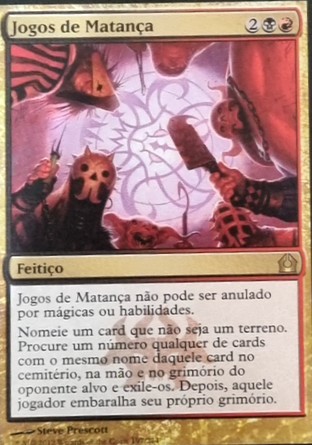 Jogos de Matança 2
Feitiço
Jogos de Matança não pode ser anulado
por mágicas ou habilidades.
Nomeie um card que não seja um terreno.
Procure um número qualquer de cards
com o mesmo nome daquele card no
cemitério, na mão e no grimório do
oponente alvo e exile-os. Depois, aquele
jogador embaralha seu próprio grimório.
Steve Prescott